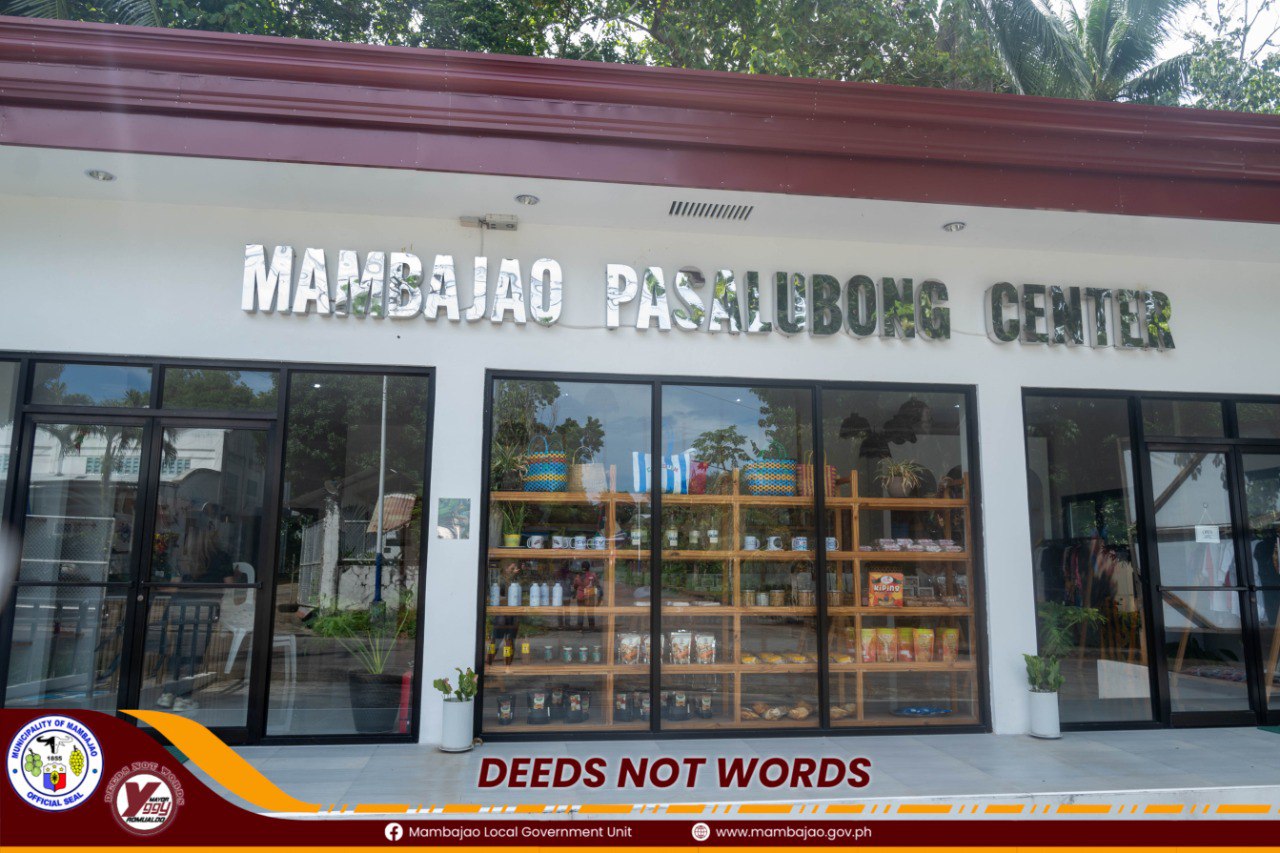 MAMBAJAO PASALUBONG CENTER
KIPING
MUNICIPALITY OF MAMBAJAO
1855
OFFICIAL SEAL
DEEDS NOT WORDS
MAYOR
Yggy
ROMUALDO
DEEDS NOT WORDS
Mambajao Local Government Unit
www.mambajao.gov.ph